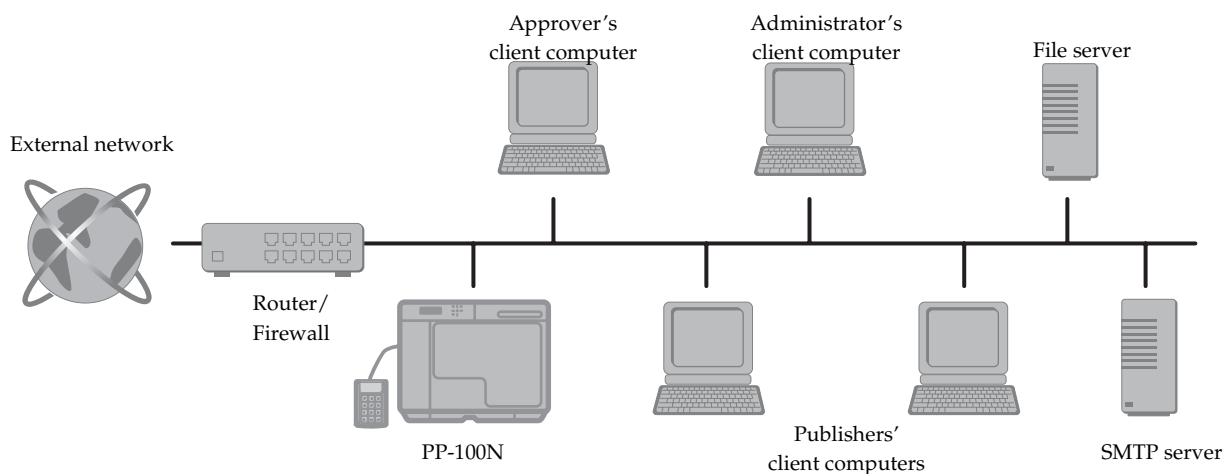 Approver’s
client computer
Administrator’s
client computer
File server
External network
Router/
Firewall
PP-100N
Publishers’
client computers
SMTP server